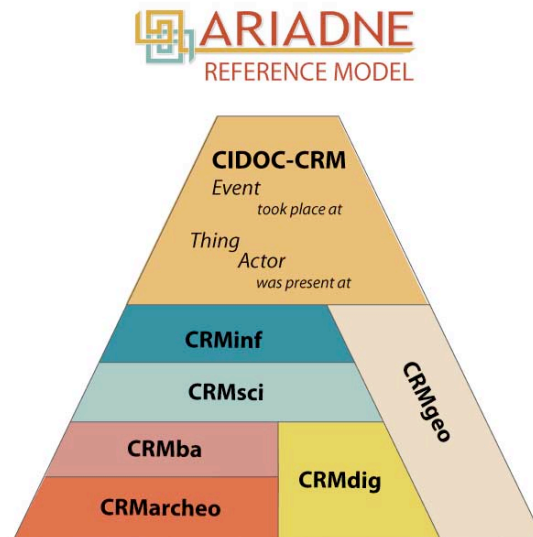 ARIADNE
REFERENCE MODEL
CIDOC-CRM
Event
took place at
Thing
Actor
was present at
CRMinf
CRMsci
CRMgeo
CRMba
CRMdig
CRMarcheo